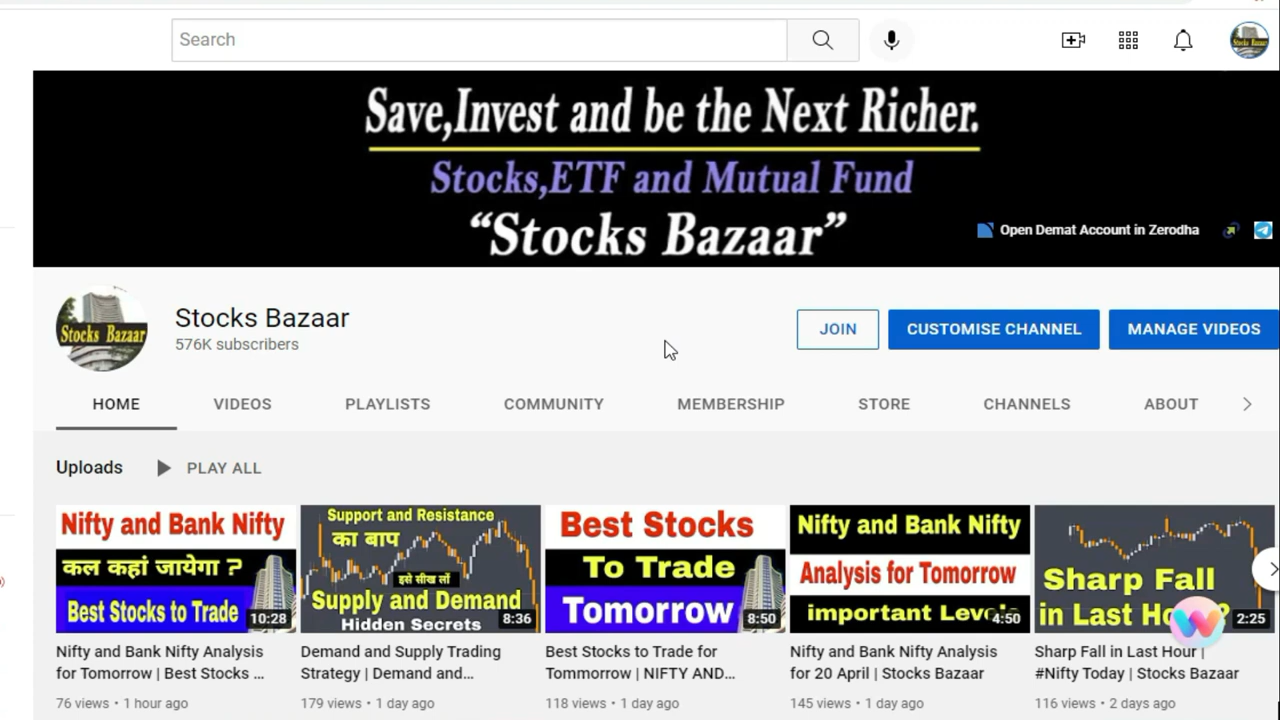 Search
Save,Invest and be the Next Richer.
Stocks,ETF and Mutual Fund
“Stocks Bazaar”
Open Demat Account in Zerodha
Stocks Bazaar
Stocks Bazaar
576K subscribers
JOIN
CUSTOMISE CHANNEL
MANAGE VIDEOS
HOME
VIDEOS
PLAYLISTS
COMMUNITY
MEMBERSHIP
STORE
CHANNELS
ABOUT
Uploads
PLAY ALL
Nifty and Bank Nifty
कल कहां जायेगा ?
Best Stocks to Trade
10:28
Nifty and Bank Nifty Analysis
for Tomorrow | Best Stocks ...
76 views • 1 hour ago
Support and Resistance
का बाप
इसे सीख लों
Supply and Demand
Hidden Secrets
8:36
Demand and Supply Trading
Strategy | Demand and...
179 views • 1 day ago
Best Stocks
To Trade
Tomorrow
8:50
Best Stocks to Trade for
Tommorrow | NIFTY AND...
118 views • 1 day ago
Nifty and Bank Nifty
Analysis for Tomorrow
important
4:50
Nifty and Bank Nifty Analysis
for 20 April | Stocks Bazaar
145 views • 1 day ago
Sharp Fall
in Last
2:25
Sharp Fall in Last Hour |
#Nifty Today | Stocks Bazaar
116 views • 2 days ago